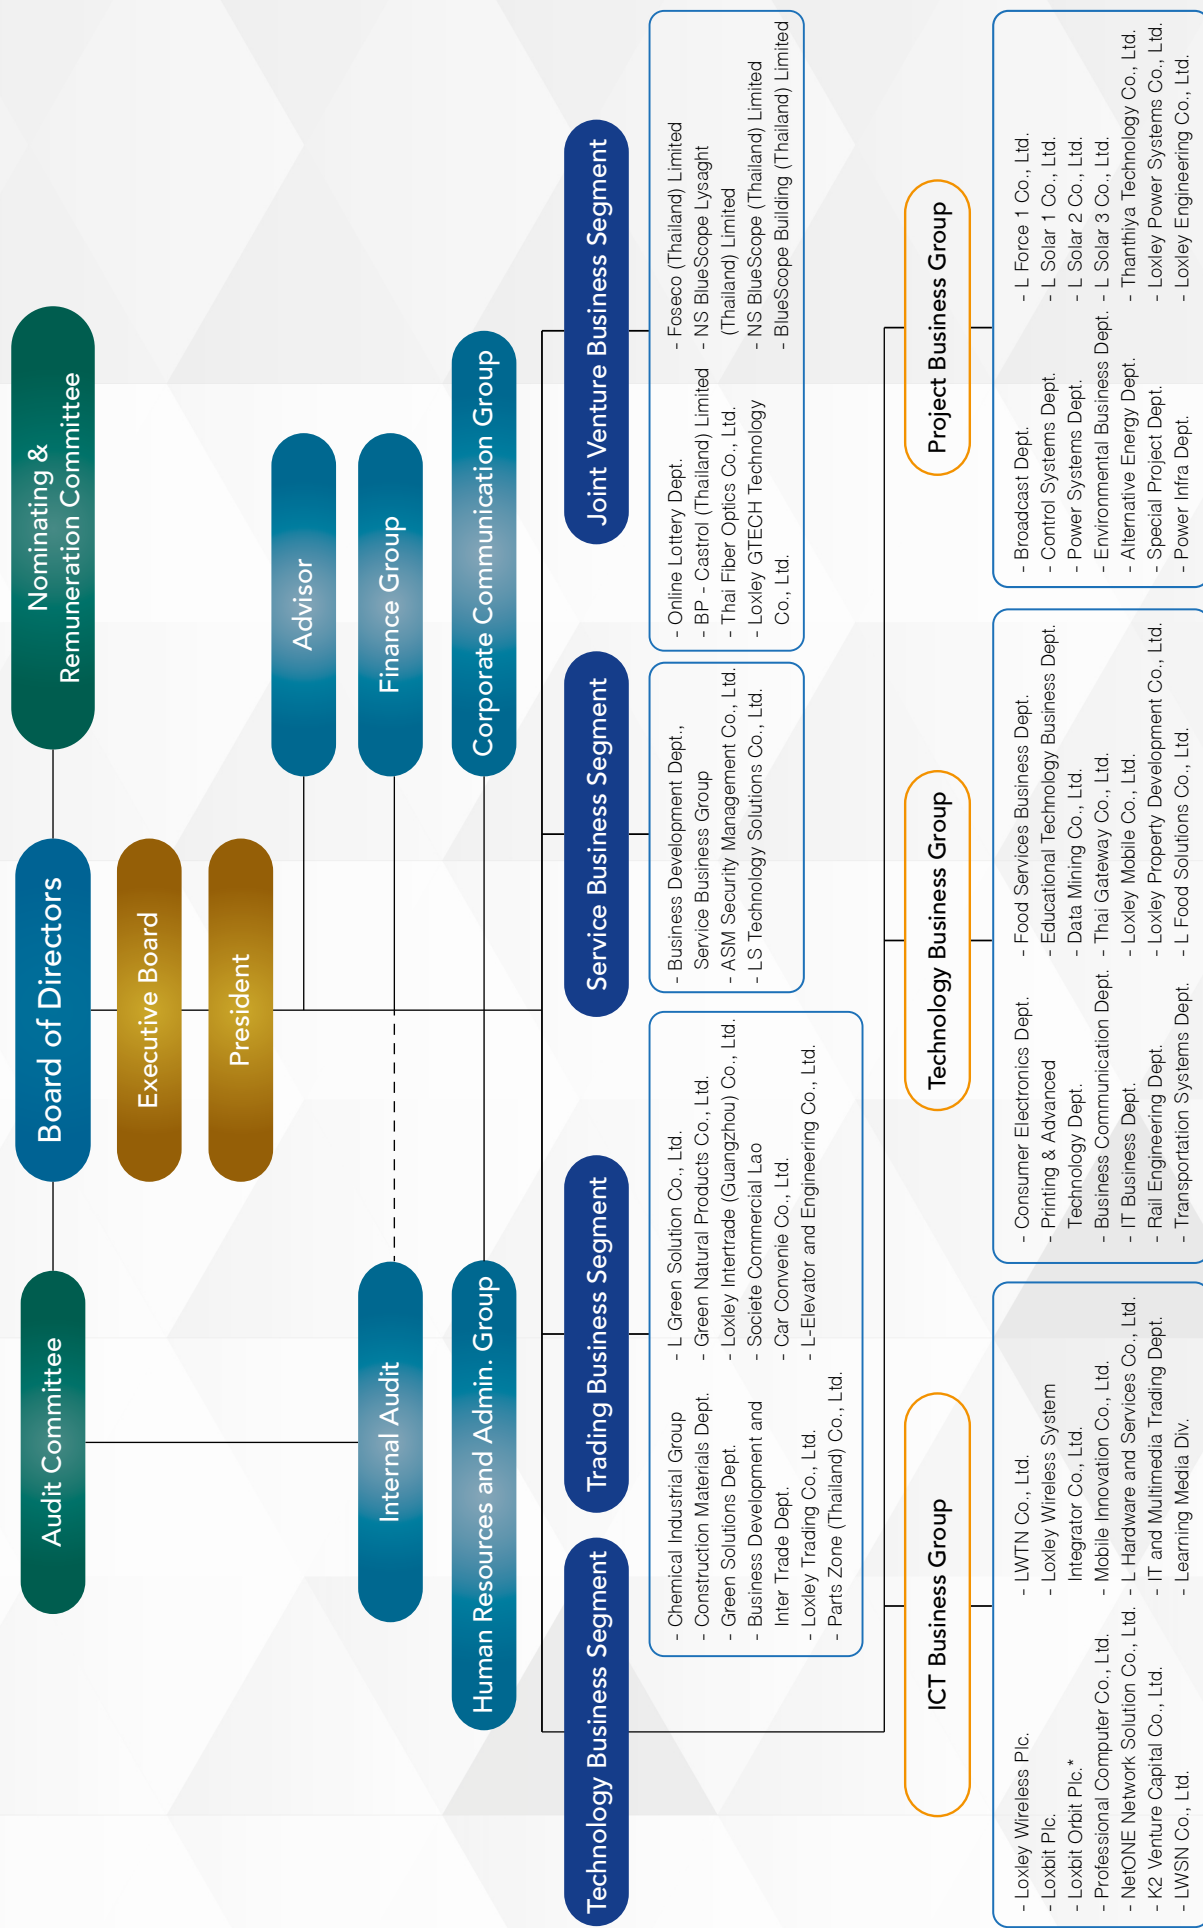 Nominating &
Remuneration Committee
Board of Directors
Audit Committee
Executive Board
President
Advisor
Internal Audit
Finance Group
Human Resources and Admin. Group
Corporate Communication Group
Technology Business Segment
Trading Business Segment
Service Business Segment
Joint Venture Business Segment
- Chemical Industrial Group
- Construction Materials Dept.
- Green Solutions Dept.
- Business Development and
Inter Trade Dept.
- Loxley Trading Co., Ltd.
- Parts Zone (Thailand) Co., Ltd.
- L Green Solution Co., Ltd.
- Green Natural Products Co., Ltd.
- Loxley Intertrade (Guangzhou) Co., Ltd.
- Societe Commercial Lao
- Car Convenie Co., Ltd.
- L-Elevator and Engineering Co., Ltd.
- Business Development Dept.,
Service Business Group
- ASM Security Management Co., Ltd.
- LS Technology Solutions Co., Ltd.
- Online Lottery Dept.
- BP - Castrol (Thailand) Limited
- Thai Fiber Optics Co., Ltd.
- Loxley GTECH Technology
Co., Ltd.
- Foseco (Thailand) Limited
- NS BlueScope Lysaght
(Thailand) Limited
- NS BlueScope (Thailand) Limited
- BlueScope Building (Thailand) Limited
ICT Business Group
Technology Business Group
Project Business Group
- Loxley Wireless Plc.
- Loxbit Plc.
Loxbit Orbit Plc.*
- Professional Computer Co., Ltd.
- NetONE Network Solution Co., Ltd.
- K2 Venture Capital Co., Ltd.
- LWSN Co., Ltd.
- LWTN Co., Ltd.
- Loxley Wireless System
Integrator Co., Ltd.
- Mobile Innovation Co., Ltd.
- L Hardware and Services Co., Ltd.
- IT and Multimedia Trading Dept.
- Learning Media Div.
- Consumer Electronics Dept.
- Printing & Advanced
Technology Dept.
- Business Communication Dept.
- IT Business Dept.
- Rail Engineering Dept.
- Transportation Systems Dept.
- Food Services Business Dept.
- Educational Technology Business Dept.
- Data Mining Co., Ltd.
- Thai Gateway Co., Ltd.
- Loxley Mobile Co., Ltd.
- Loxley Property Development Co., Ltd.
- L Food Solutions Co., Ltd.
- Broadcast Dept.
- Control Systems Dept.
- Power Systems Dept.
- Environmental Business Dept.
- Alternative Energy Dept.
- Special Project Dept.
- Power Infra Dept.
- L Force 1 Co., Ltd.
- L Solar 1 Co., Ltd.
- L Solar 2 Co., Ltd.
- L Solar 3 Co., Ltd.
- Thanthiya Technology Co., Ltd.
- Loxley Power Systems Co., Ltd.
- Loxley Engineering Co., Ltd.